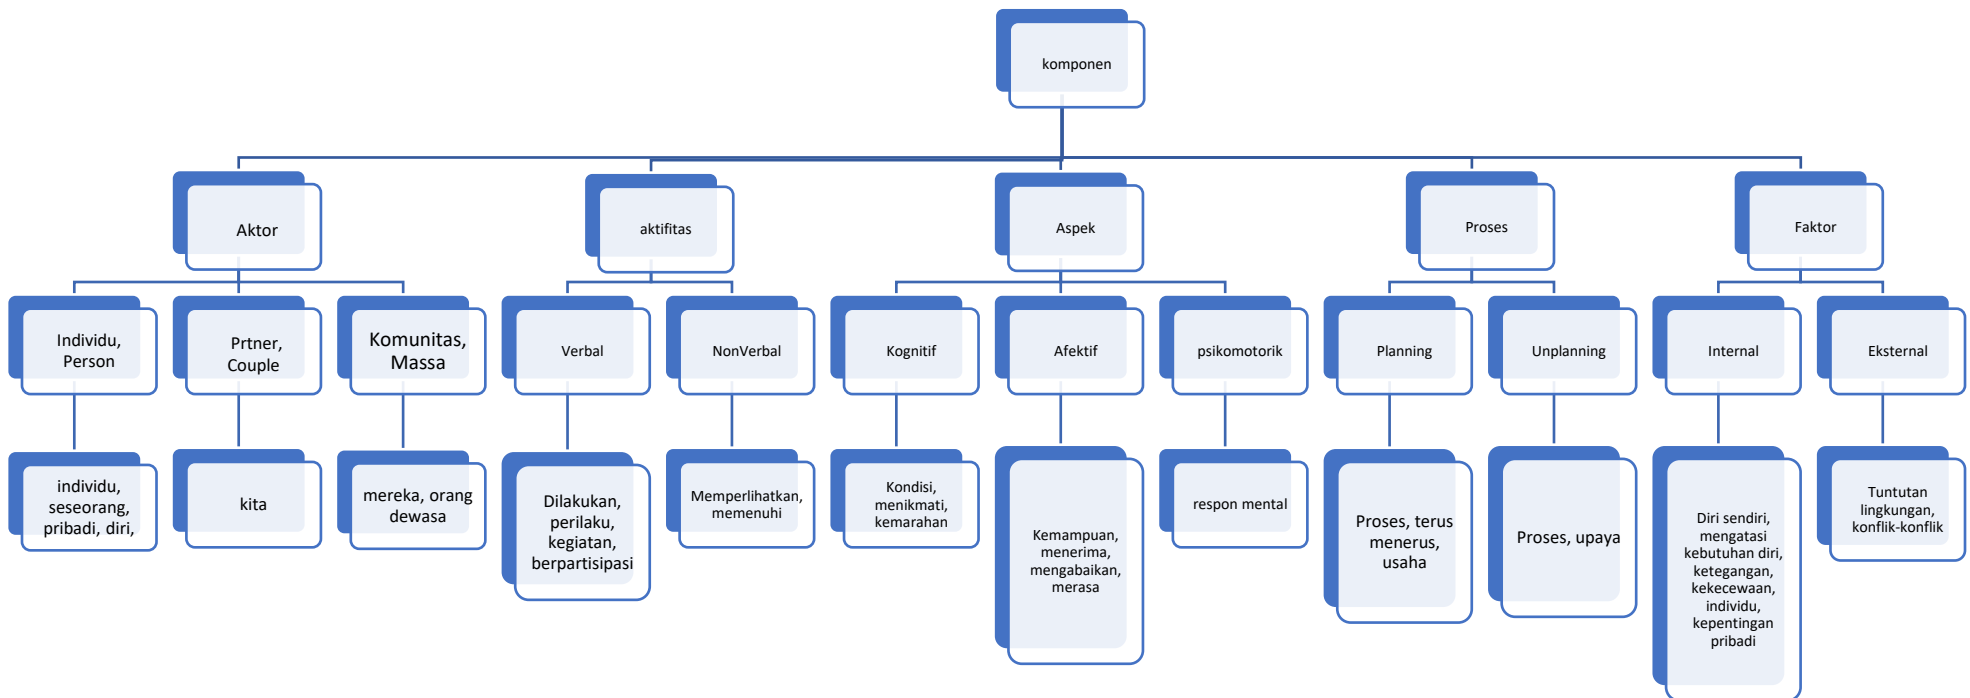 komponen
Aktor
aktifitas
Aspek
Proses
Faktor
Individu,
Person
Prtner,
Couple
Komunitas,
Massa
Verbal
NonVerbal
Kognitif
Afektif
psikomotorik
Planning
Unplanning
Internal
Eksternal
individu,
seseorang,
pribadi, diri,
kita
mereka, orang
dewasa
Dilakukan,
perilaku,
kegiatan,
berpartisipasi
Memperlihatkan,
memenuhi
Kondisi,
menikmati,
kemarahan
Kemampuan,
menerima,
mengabaikan,
merasa
respon mental
Proses, terus
menerus,
usaha
Proses, upaya
Diri sendiri,
mengatasi
kebutuhan diri,
ketegangan,
kekecewaan,
individu,
kepentingan
pribadi
Tuntutan
lingkungan,
konflik-konflik